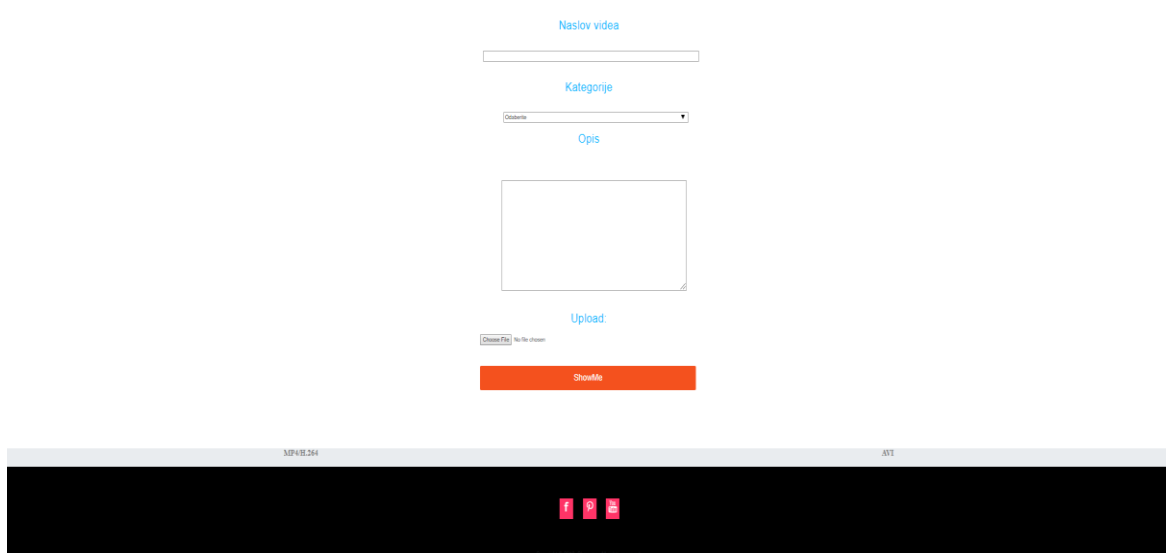 Naslov videa
Kategorije
Odaberite
Opis
Upload:
Choose File No file chosen
ShowMe
MP4/H.264 AVI